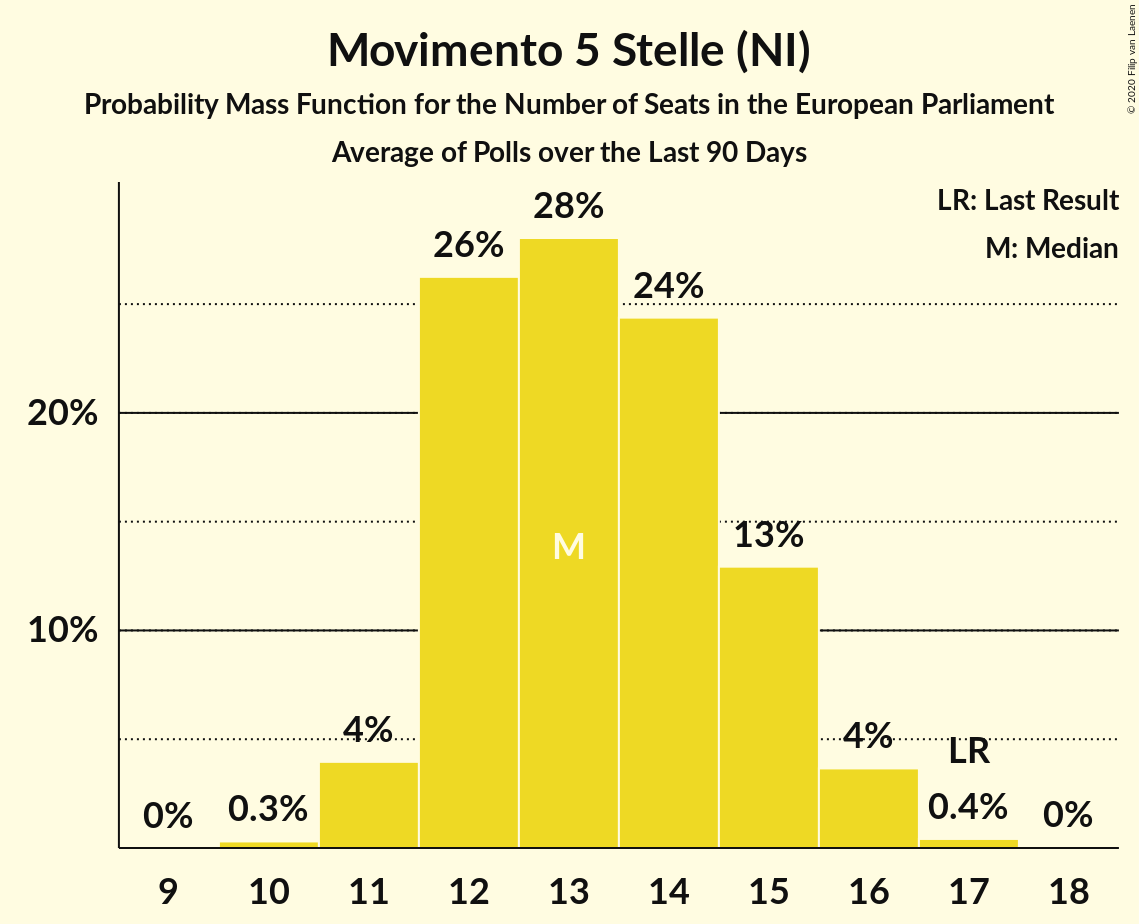 Movimento 5 Stelle (NI)
Probability Mass Function for the Number of Seats in the European Parliament
Average of Polls over the Last 90 Days
© 2020 Filip van Laenen
LR: Last Result
M: Median
28%
26%
24%
20%
M
13%
10%
4%
4%
LR
0%
0.3%
0.4%
0%
9 10 11 12 13 14 15 16 17 18